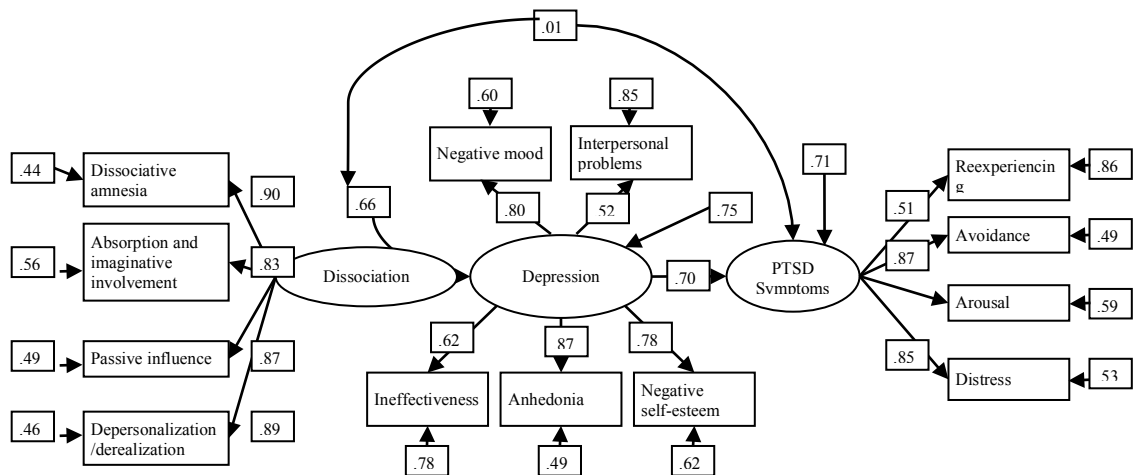 .01
.60
.85
Negative mood
Interpersonal
problems
.44
Dissociative
amnesia
.90
.66
.80
.52
.75
.71
Reexperiencin
g
.86
.51
.56
Absorption and
imaginative
involvement
.83
Dissociation
Depression
.70
PTSD
Symptoms
.87
Avoidance
.49
Arousal
.59
.49
Passive influence
.87
.62
.87
.78
.85
Distress
.53
.46
Depersonalization
/derealization
.89
Ineffectiveness
Anhedonia
Negative
self-esteem
.78
.49
.62